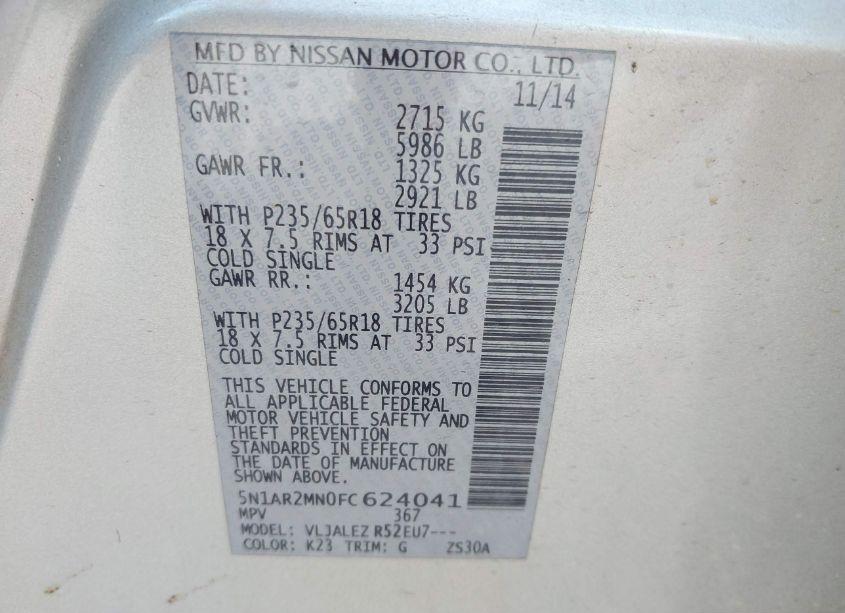 MFD BY NISSAN MOTOR CO., LTD.
DATE: 11/14
GVWR: 2715 KG
5986 LB
GAWR FR.: 1325 KG
2921 LB
WITH P235/65R18 TIRES
18 X 7.5 RIMS AT 33 PSI
COLD SINGLE
GAWR RR.: 1454 KG
3205 LB
WITH P235/65R18 TIRES
18 X 7.5 RIMS AT 33 PSI
COLD SINGLE
THIS VEHICLE CONFORMS TO
ALL APPLICABLE FEDERAL
MOTOR VEHICLE SAFETY AND
THEFT PREVENTION
STANDARDS IN EFFECT ON
THE DATE OF MANUFACTURE
SHOWN ABOVE.
5N1AR2MN0FC624041
MPV 367
MODEL: VLJALEZ R52EU7---
COLOR: K23 TRIM: G ZS30A